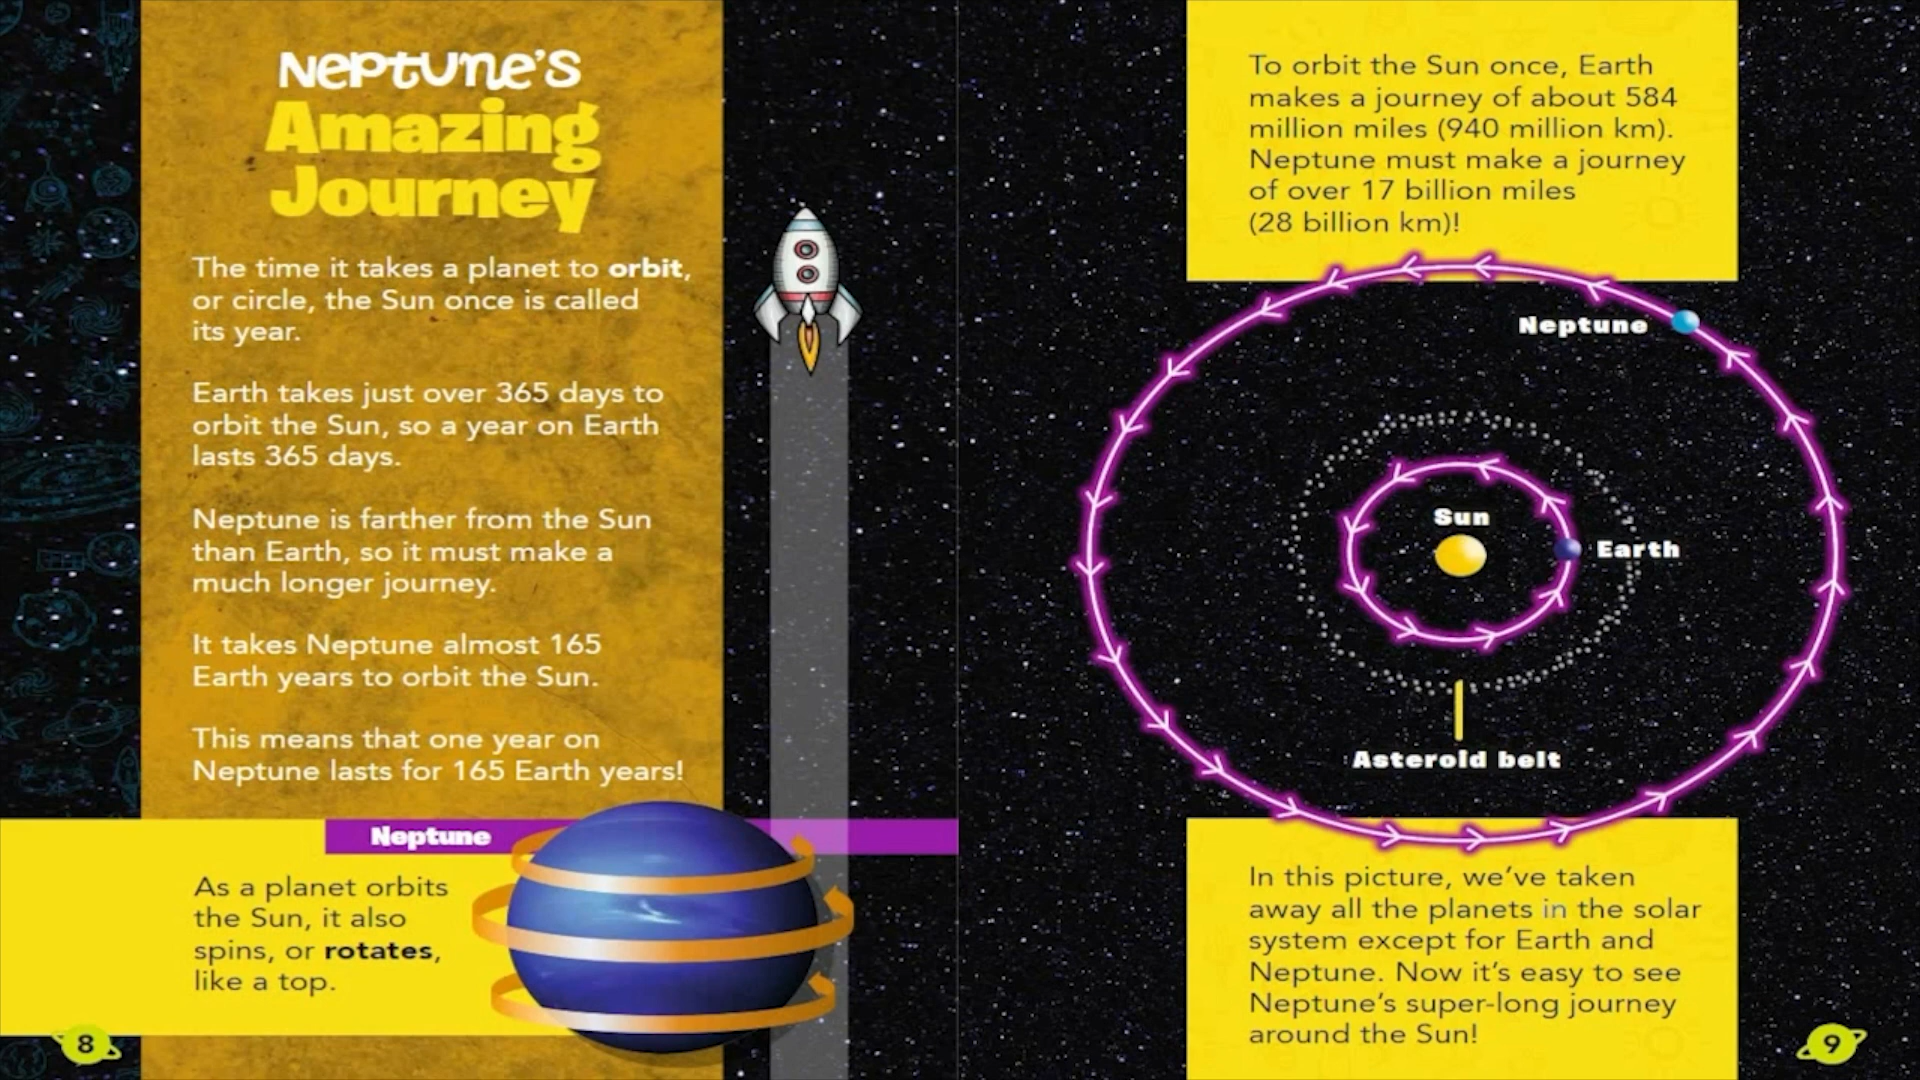 Neptune's
Amazing
Journey
The time it takes a planet to orbit,
or circle, the Sun once is called
its year.
Earth takes just over 365 days to
orbit the Sun, so a year on Earth
lasts 365 days.
Neptune is farther from the Sun
than Earth, so it must make a
much longer journey.
It takes Neptune almost 165
Earth years to orbit the Sun.
This means that one year on
Neptune lasts for 165 Earth years!
Neptune
As a planet orbits
the Sun, it also
spins, or rotates,
like a top.
8
To orbit the Sun once, Earth
makes a journey of about 584
million miles (940 million km).
Neptune must make a journey
of over 17 billion miles
(28 billion km)!
Neptune
Sun
Earth
Asteroid belt
In this picture, we've taken
away all the planets in the solar
system except for Earth and
Neptune. Now it's easy to see
Neptune's super-long journey
around the Sun!
9